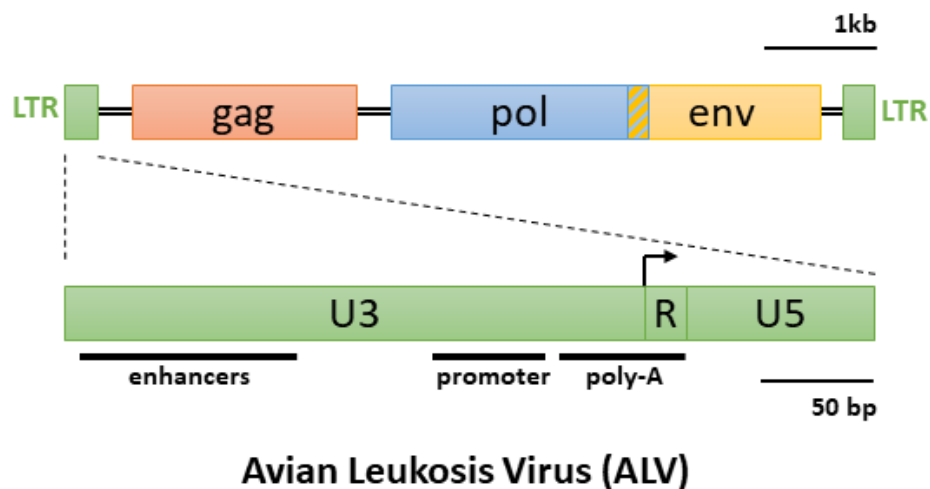 1kb
LTR gag pol env LTR
U3 R U5
enhancers promoter poly-A
50 bp
Avian Leukosis Virus (ALV)